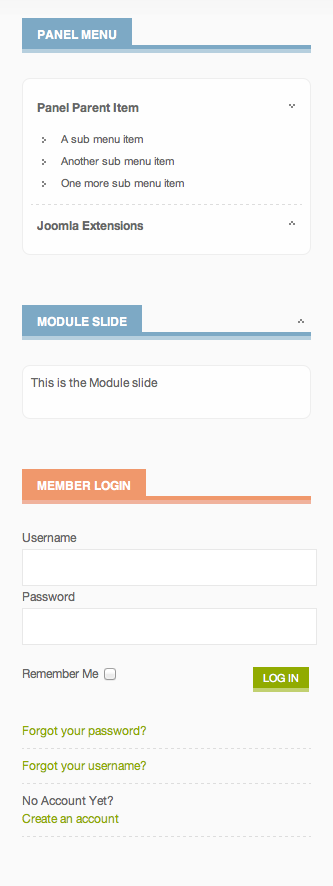 PANEL MENU
Panel Parent Item
A sub menu item
Another sub menu item
One more sub menu item
Joomla Extensions
MODULE SLIDE
This is the Module slide
MEMBER LOGIN
Username
Password
Remember Me
LOG IN
Forgot your password?
Forgot your username?
No Account Yet?
Create an account